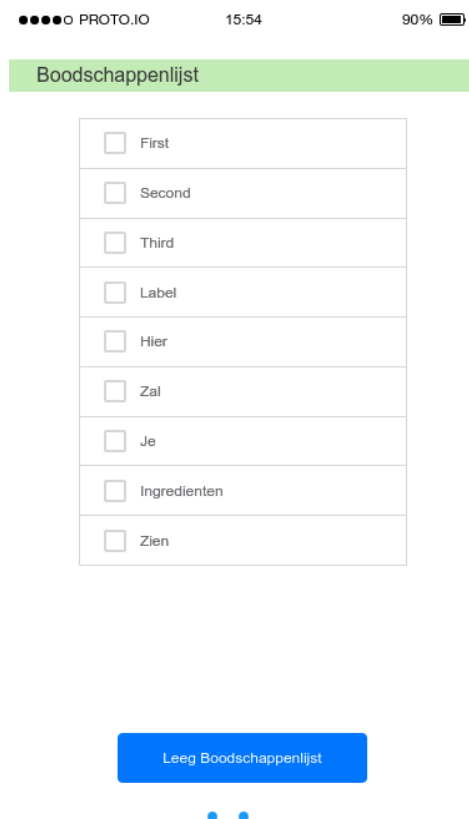 PROTO.IO 15:54 90%
Boodschappenlijst
First
Second
Third
Label
Hier
Zal
Je
Ingredienten
Zien
Leeg Boodschappenlijst